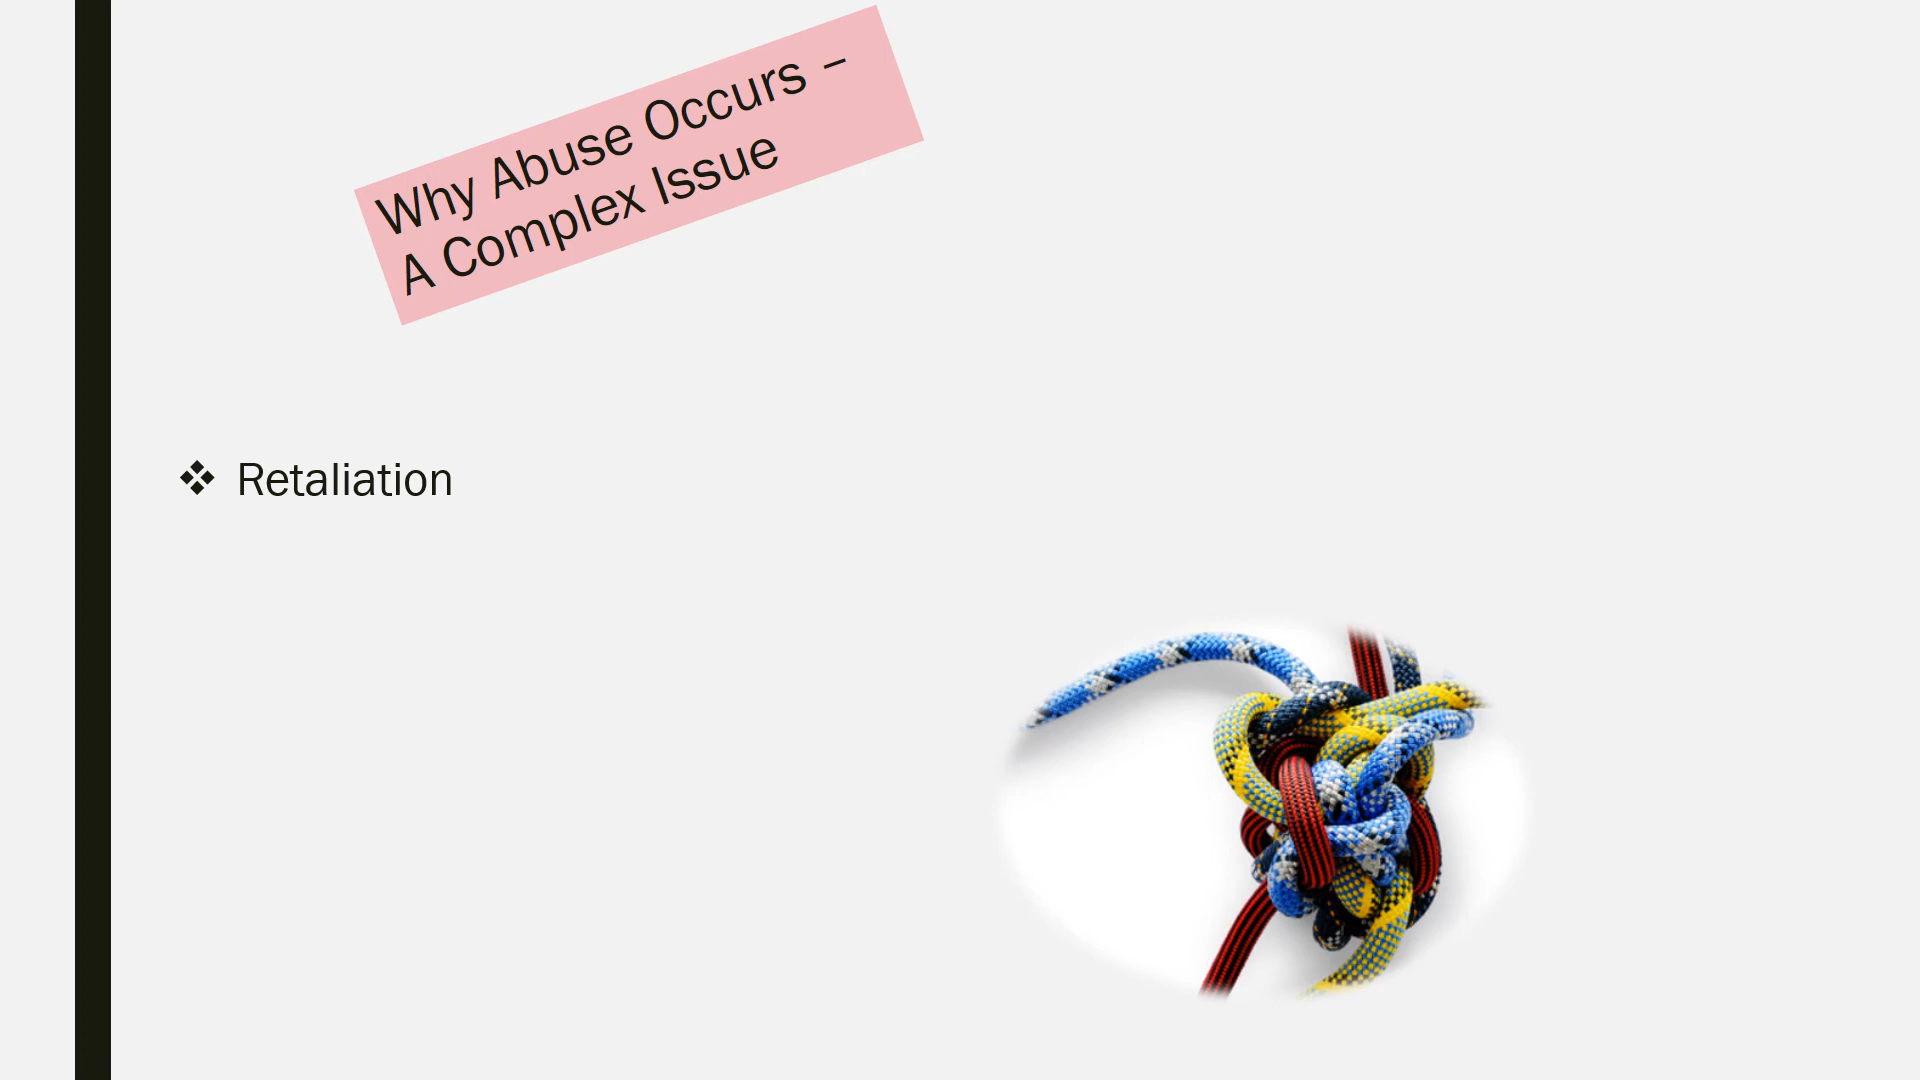 Why Abuse Occurs –
A Complex Issue
❖ Retaliation